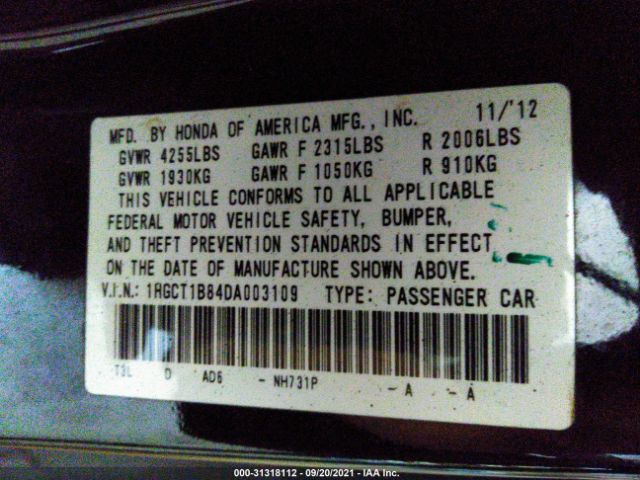 MFD. BY HONDA OF AMERICA MFG., INC. 11/'12
GVWR 4255LBS GAWR F 2315LBS R 2006LBS
GVWR 1930KG GAWR F 1050KG R 910KG
THIS VEHICLE CONFORMS TO ALL APPLICABLE
FEDERAL MOTOR VEHICLE SAFETY, BUMPER,
AND THEFT PREVENTION STANDARDS IN EFFECT
ON THE DATE OF MANUFACTURE SHOWN ABOVE.
V.I.N.: 1HGCT1B84DA003109 TYPE: PASSENGER CAR
T3L D AD6 - NH731P - A - A
000-31318112 - 09/20/2021 - IAA Inc.